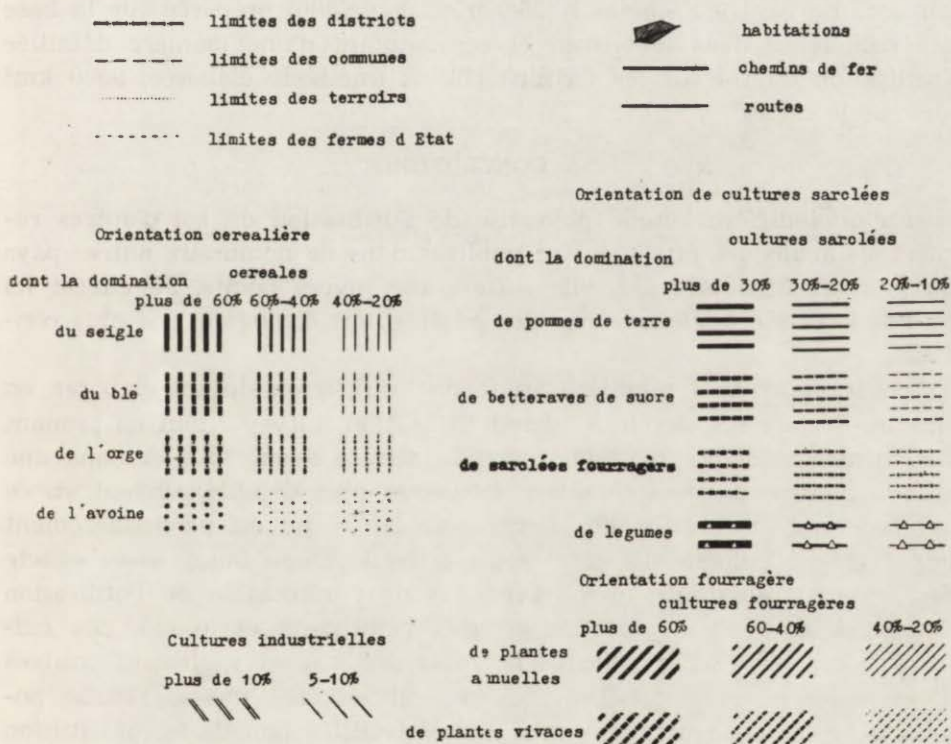 limites des districts
limites des communes
limites des terroirs
limites des fermes d Etat
habitations
chemins de fer
routes
Orientation cerealière
cereales
dont la domination
plus de 60% 60%-40% 40%-20%
du seigle
du blé
de l'orge
de l'avoine
Orientation de cultures sarclées
cultures sarolées
dont la domination
plus de 30% 30%-20% 20%-10%
de pommes de terre
de betteraves de suore
de sarolées fourragèrs
de legumes
Cultures industrielles
plus de 10% 5-10%
Orientation fourragère
cultures fourragères
plus de 60% 60-40% 40%-20%
de plantes
annuelles
de plantes vivaces